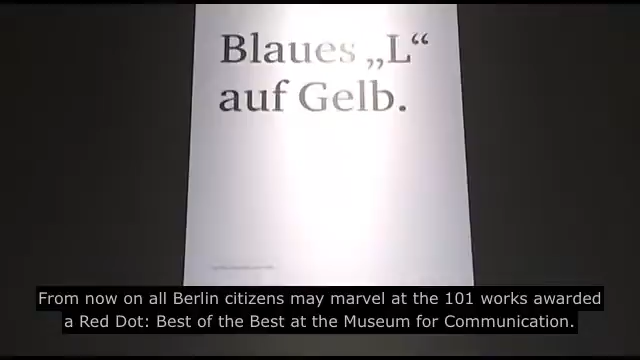 Blaues „L“
auf Gelb.
From now on all Berlin citizens may marvel at the 101 works awarded
a Red Dot: Best of the Best at the Museum for Communication.